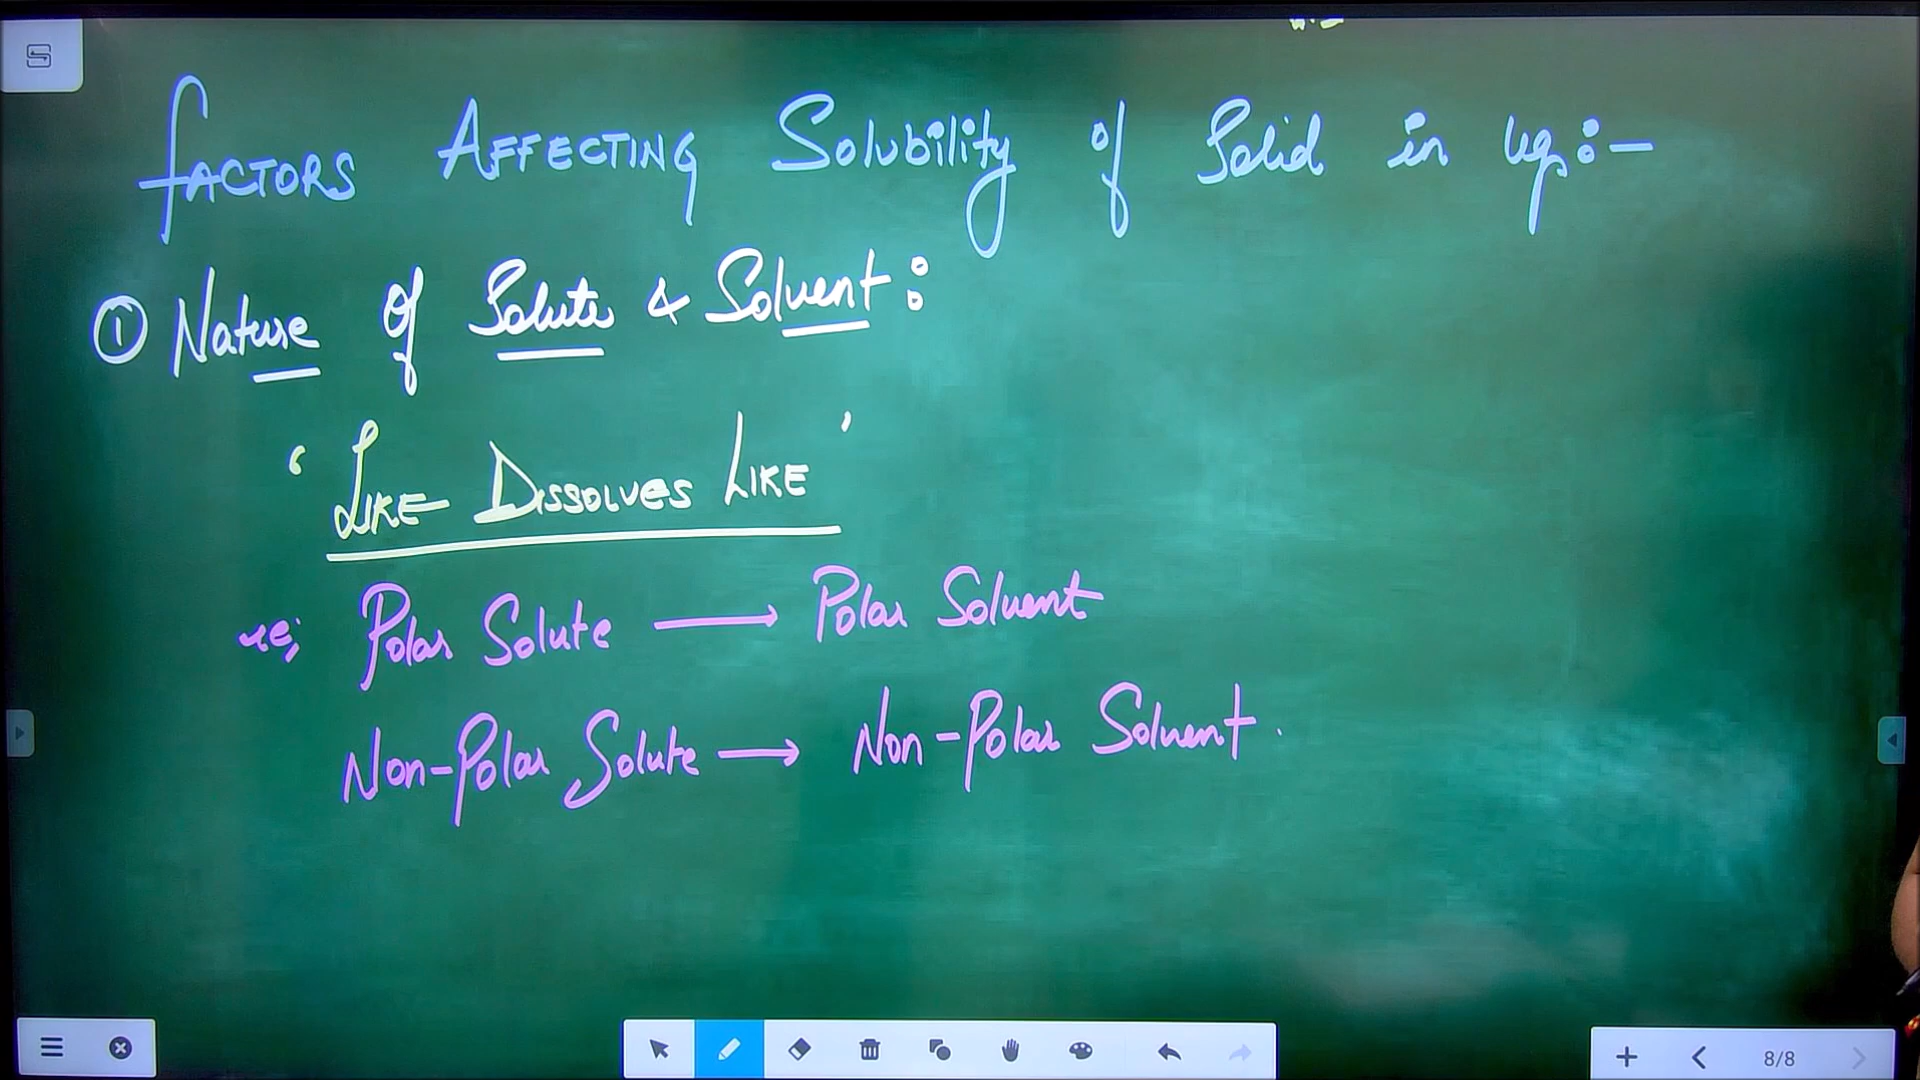 FACTORS AFFECTING Solubility of Solid in liq:-
① Nature of Solute & Solvent:
‘LIKE DISSOLVES LIKE’
ie; Polar Solute → Polar Solvent
Non-Polar Solute → Non-Polar Solvent.
8/8